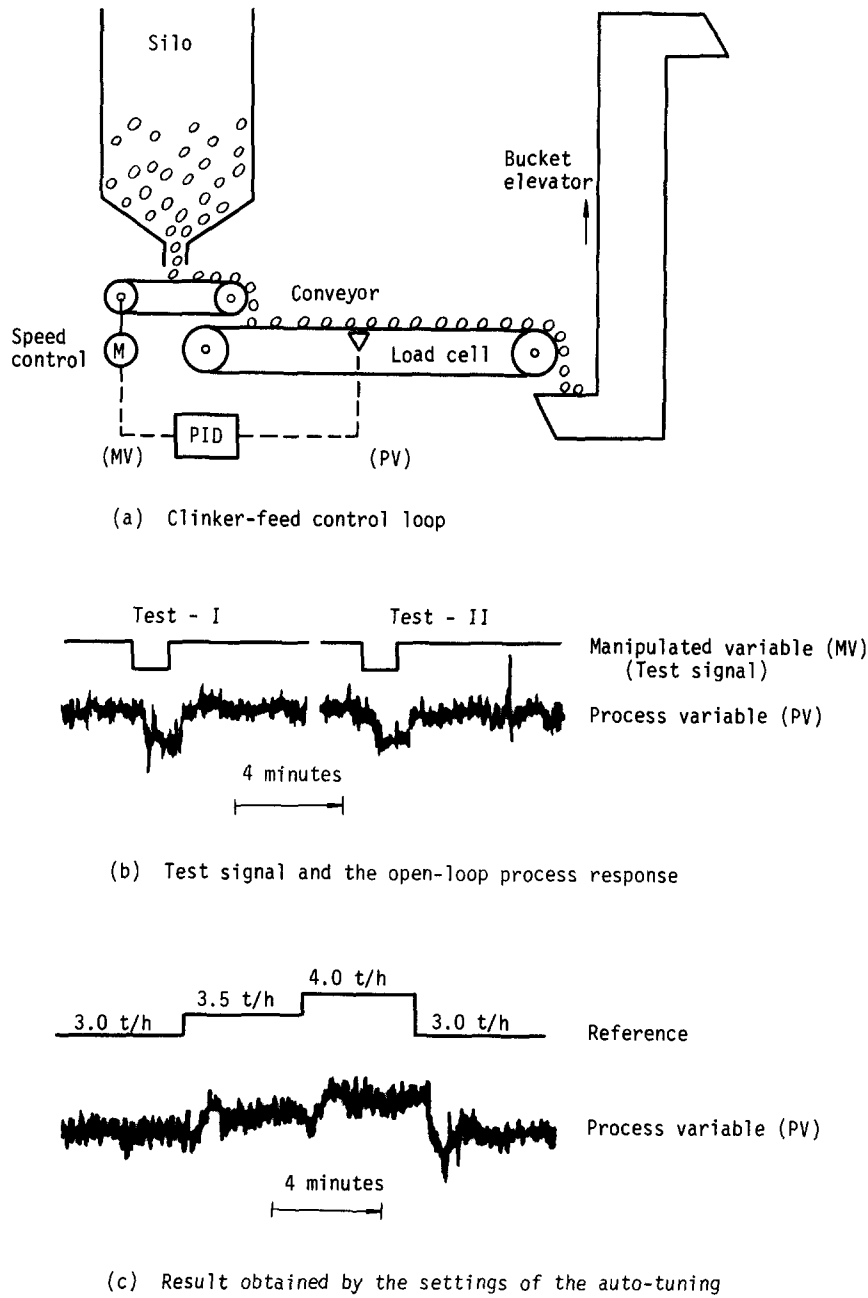 Silo
Bucket
elevator
Conveyor
Speed
control
M
Load cell
PID
(MV)
(PV)
(a) Clinker-feed control loop
Test - I
Test - II
Manipulated variable (MV)
(Test signal)
Process variable (PV)
4 minutes
(b) Test signal and the open-loop process response
3.0 t/h
3.5 t/h
4.0 t/h
3.0 t/h
Reference
Process variable (PV)
4 minutes
(c) Result obtained by the settings of the auto-tuning